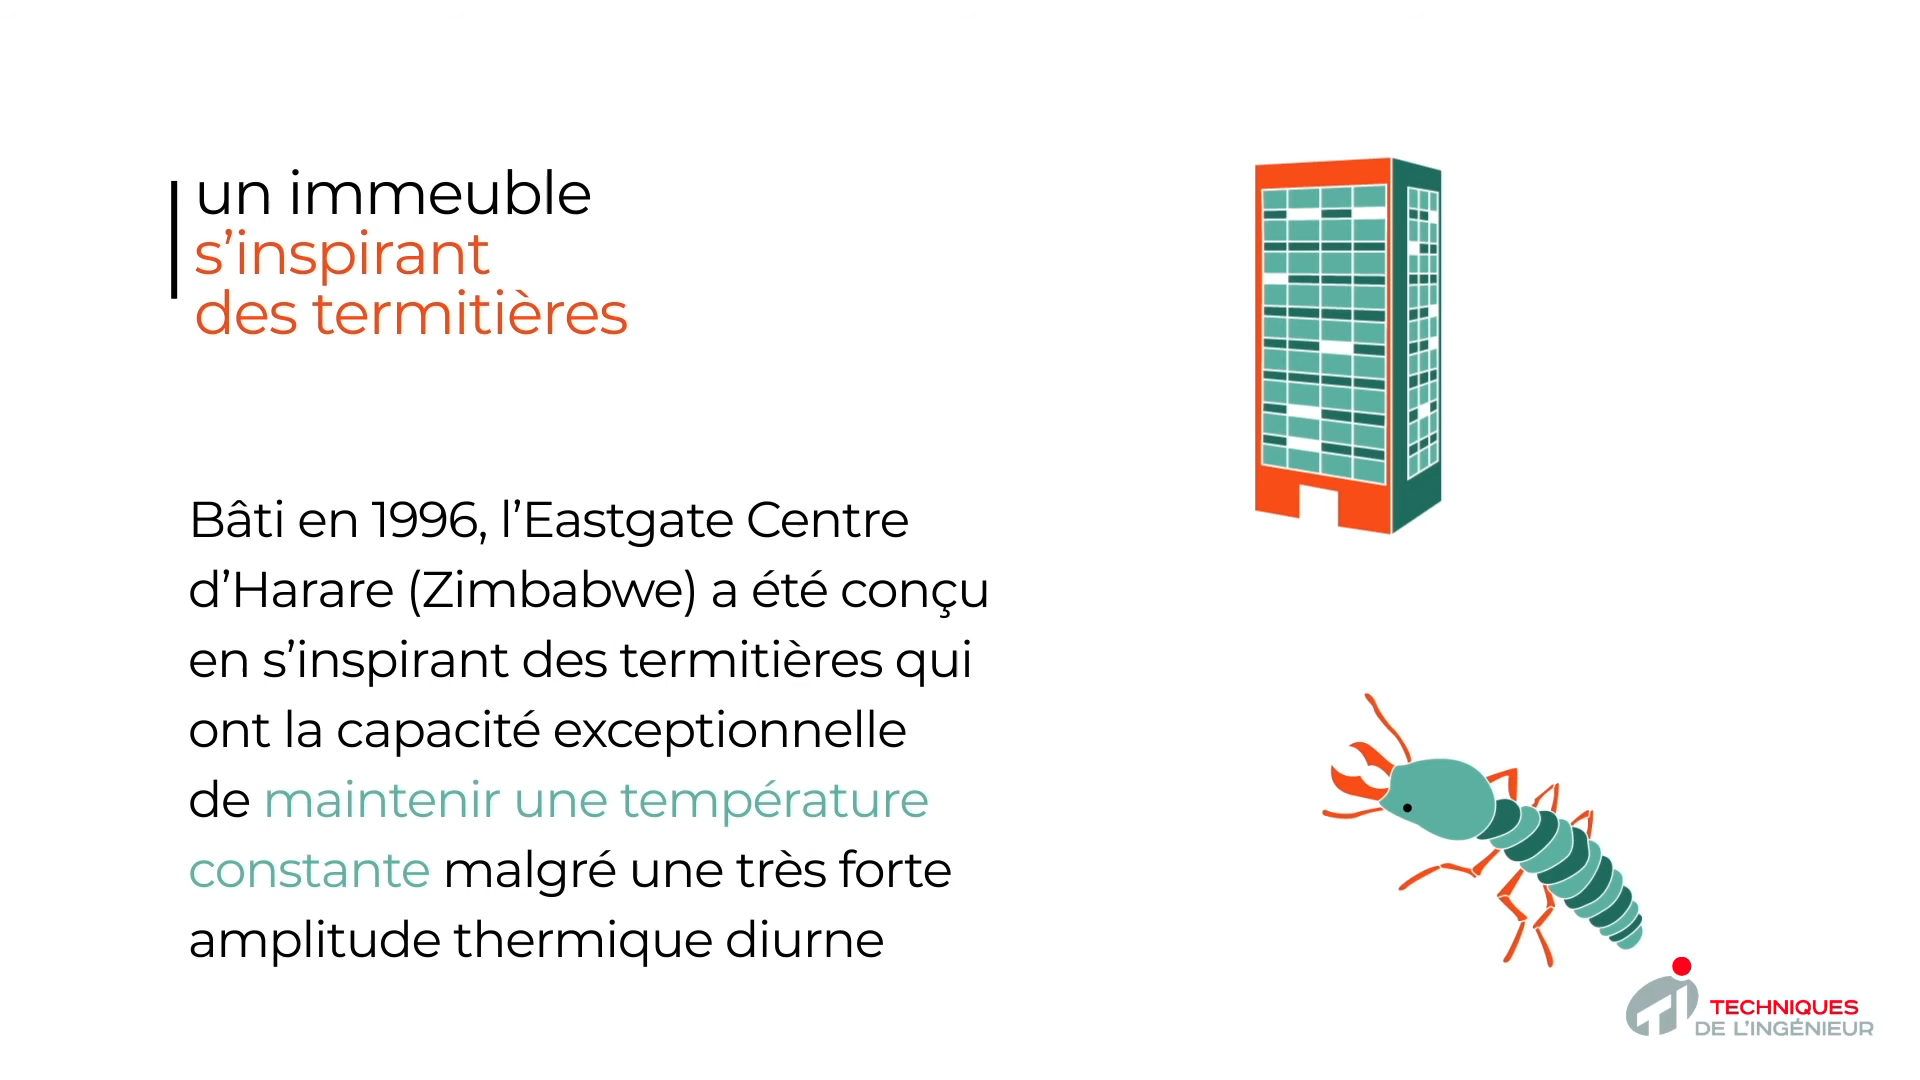 un immeuble
s’inspirant
des termitières
Bâti en 1996, l’Eastgate Centre
d’Harare (Zimbabwe) a été conçu
en s’inspirant des termitières qui
ont la capacité exceptionnelle
de maintenir une température
constante malgré une très forte
amplitude thermique diurne
TECHNIQUES
DE L’INGÉNIEUR